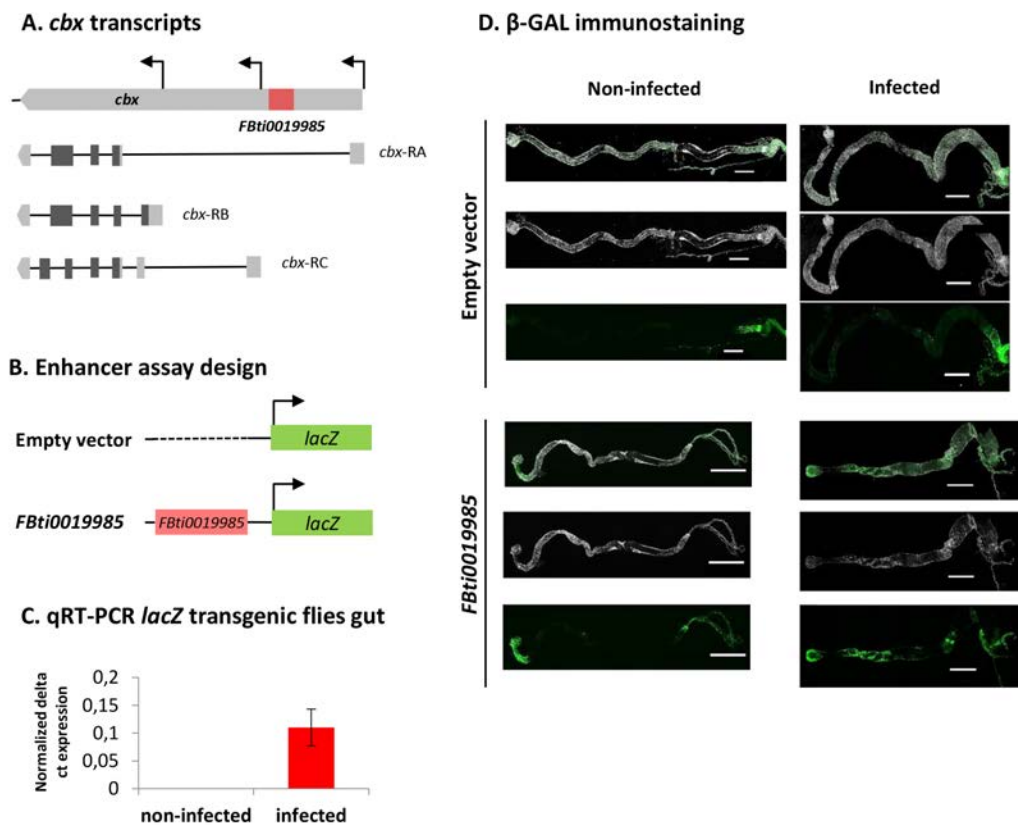 A. cbx transcripts
cbx
FBti0019985
cbx-RA
cbx-RB
cbx-RC
B. Enhancer assay design
Empty vector
lacZ
FBti0019985
FBti0019985
lacZ
C. qRT-PCR lacZ transgenic flies gut
Normalized delta
ct expression
0,2
0,15
0,1
0,05
0
non-infected
infected
D. β-GAL immunostaining
Non-infected
Infected
Empty vector
FBti0019985